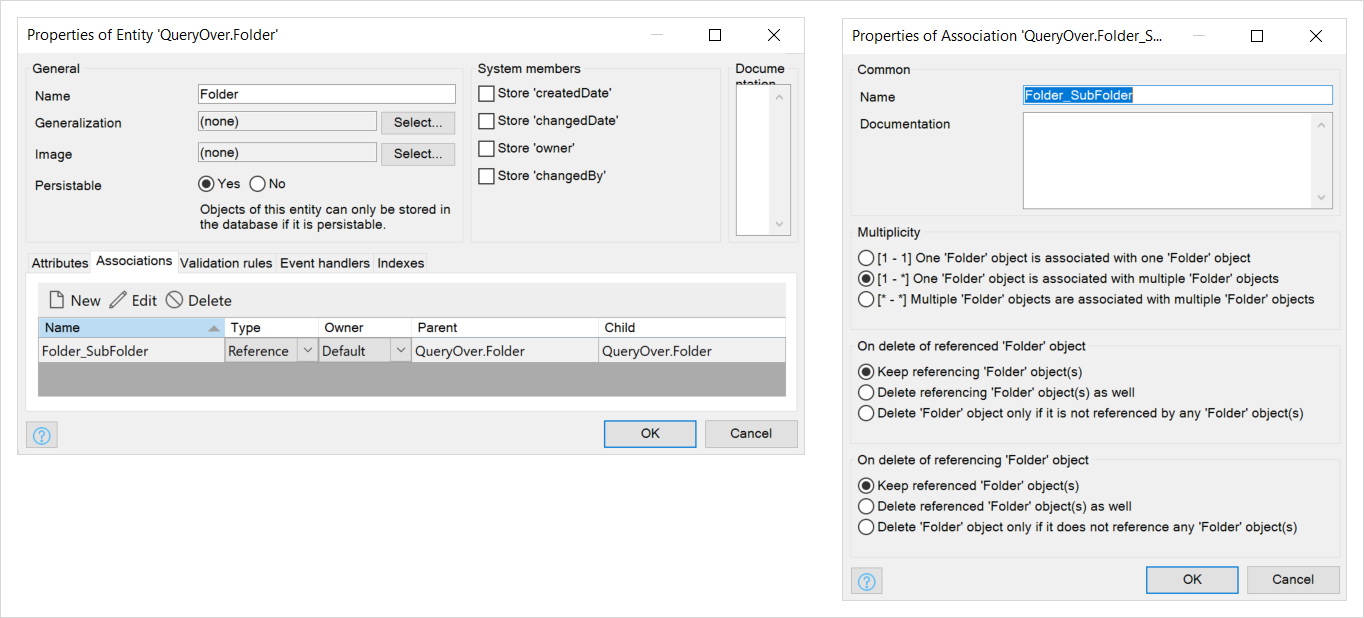 Properties of Entity 'QueryOver.Folder'
General
Name
Folder
Generalization
(none)
Select...
Image
(none)
Select...
Persistable
Yes
No
Objects of this entity can only be stored in
the database if it is persistable.
System members
Store 'createdDate'
Store 'changedDate'
Store 'owner'
Store 'changedBy'
Docume
ntation
Attributes
Associations
Validation rules
Event handlers
Indexes
New
Edit
Delete
Name
Type
Owner
Parent
Child
Folder_SubFolder
Reference
Default
QueryOver.Folder
QueryOver.Folder
?
OK
Cancel
Properties of Association 'QueryOver.Folder_S...
Common
Name
Folder_SubFolder
Documentation
Multiplicity
[1 - 1] One 'Folder' object is associated with one 'Folder' object
[1 - *] One 'Folder' object is associated with multiple 'Folder' objects
[* - *] Multiple 'Folder' objects are associated with multiple 'Folder' objects
On delete of referenced 'Folder' object
Keep referencing 'Folder' object(s)
Delete referencing 'Folder' object(s) as well
Delete 'Folder' object only if it is not referenced by any 'Folder' object(s)
On delete of referencing 'Folder' object
Keep referenced 'Folder' object(s)
Delete referenced 'Folder' object(s) as well
Delete 'Folder' object only if it does not reference any 'Folder' object(s)
?
OK
Cancel